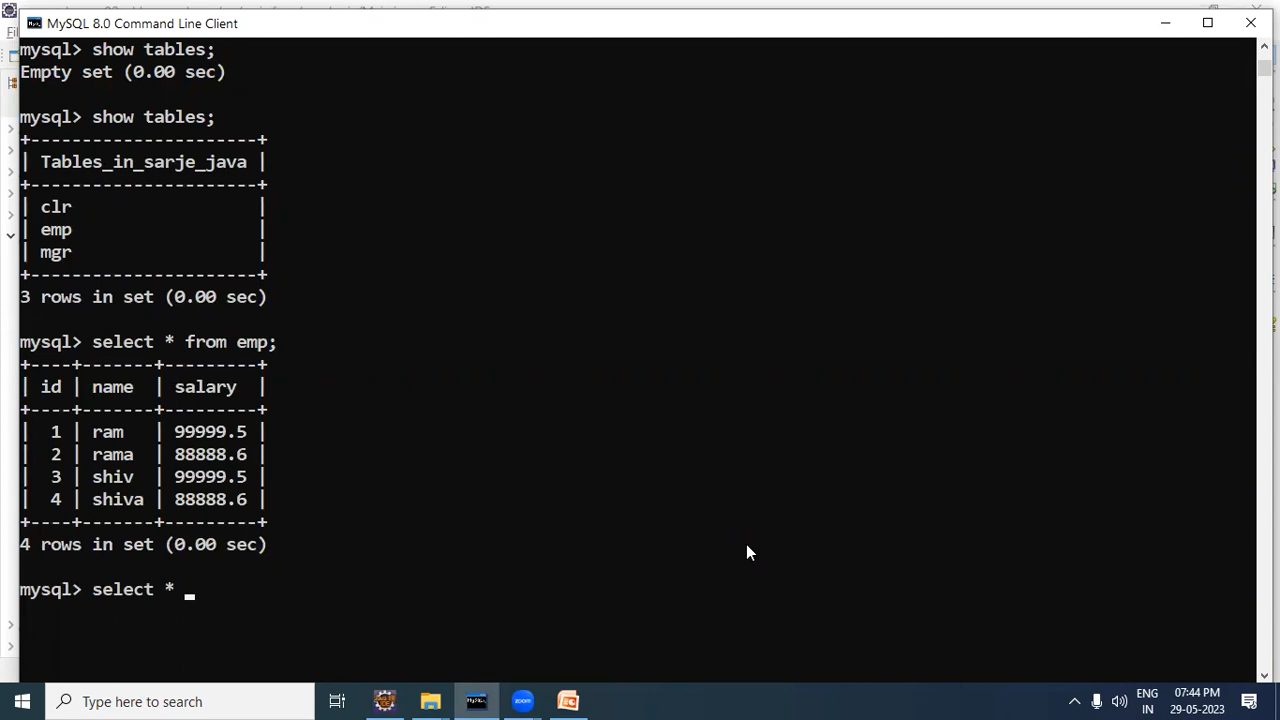 MySQL 8.0 Command Line Client
mysql> show tables;
Empty set (0.00 sec)
mysql> show tables;
+----------------------+
| Tables_in_sarje_java |
+----------------------+
| clr                  |
| emp                  |
| mgr                  |
+----------------------+
3 rows in set (0.00 sec)
mysql> select * from emp;
+----+-------+---------+
| id | name  | salary  |
+----+-------+---------+
|  1 | ram   | 99999.5 |
|  2 | rama  | 88888.6 |
|  3 | shiv  | 99999.5 |
|  4 | shiva | 88888.6 |
+----+-------+---------+
4 rows in set (0.00 sec)
mysql> select * _
Type here to search
ENG
IN
07:44 PM
29-05-2023
zoom